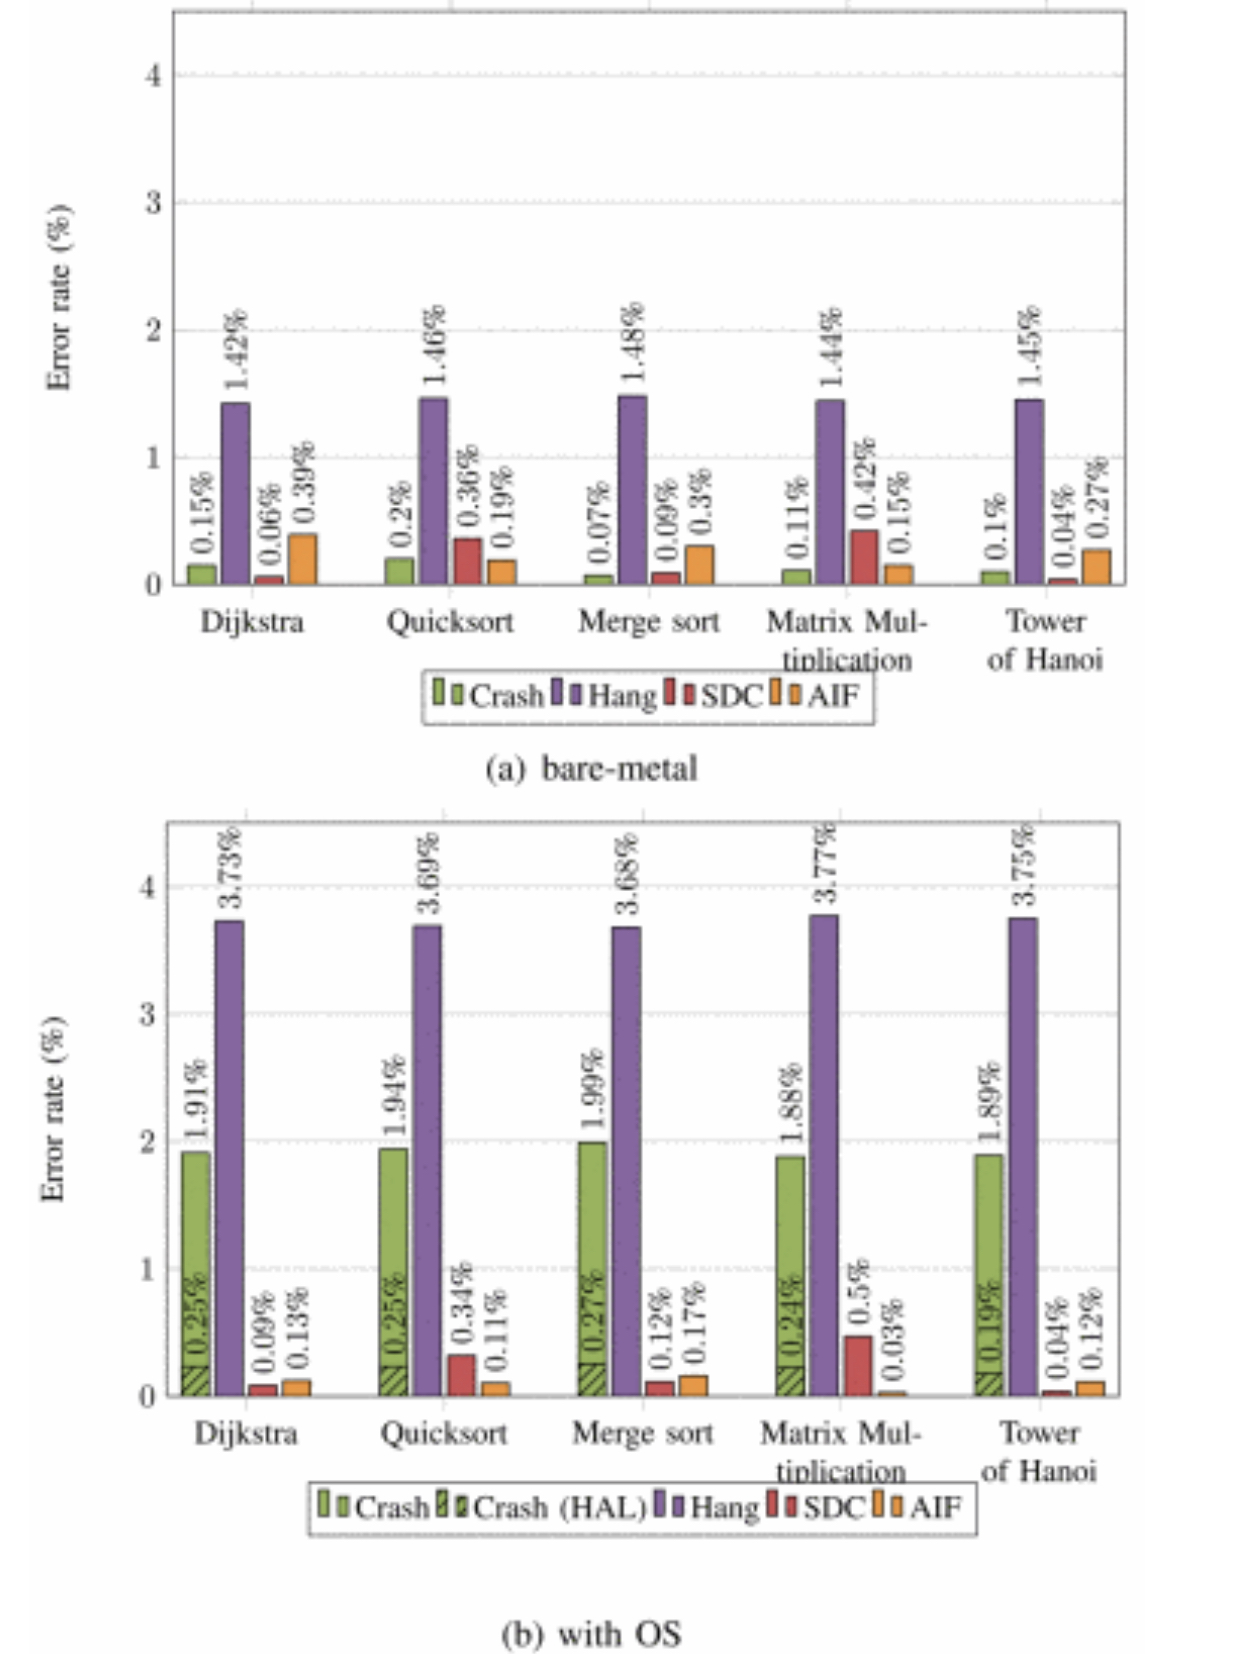 4
3
2
1
0
Error rate (%)
0.15% 1.42% 0.06% 0.39%
0.2% 1.46% 0.36% 0.19%
0.07% 1.48% 0.09% 0.3%
0.11% 1.44% 0.42% 0.15%
0.1% 1.45% 0.04% 0.27%
Dijkstra Quicksort Merge sort Matrix Mul- Tower
tiplication of Hanoi
Crash Hang SDC AIF
(a) bare-metal
4
3
2
1
0
Error rate (%)
1.91% 0.25% 3.73% 0.09% 0.13%
1.94% 0.25% 3.69% 0.34% 0.11%
1.99% 0.27% 3.68% 0.12% 0.17%
1.88% 0.24% 3.77% 0.5% 0.03%
1.89% 0.19% 3.75% 0.04% 0.12%
Dijkstra Quicksort Merge sort Matrix Mul- Tower
tiplication of Hanoi
Crash Crash (HAL) Hang SDC AIF
(b) with OS